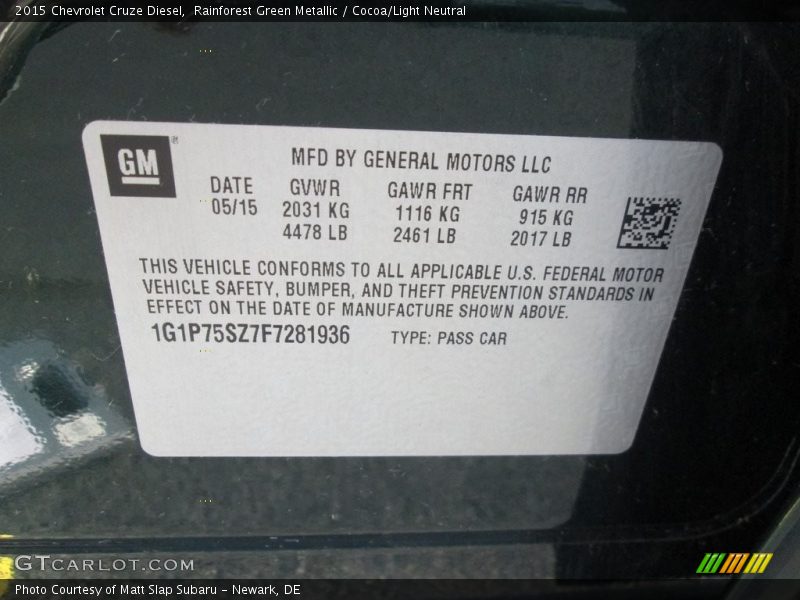 2015 Chevrolet Cruze Diesel,  Rainforest Green Metallic / Cocoa/Light Neutral
GM®
MFD BY GENERAL MOTORS LLC
DATE GVWR GAWR FRT GAWR RR
05/15 2031 KG 1116 KG 915 KG
4478 LB 2461 LB 2017 LB
THIS VEHICLE CONFORMS TO ALL APPLICABLE U.S. FEDERAL MOTOR
VEHICLE SAFETY, BUMPER, AND THEFT PREVENTION STANDARDS IN
EFFECT ON THE DATE OF MANUFACTURE SHOWN ABOVE.
1G1P75SZ7F7281936 TYPE: PASS CAR
GTCARLOT.COM
Photo Courtesy of Matt Slap Subaru - Newark, DE